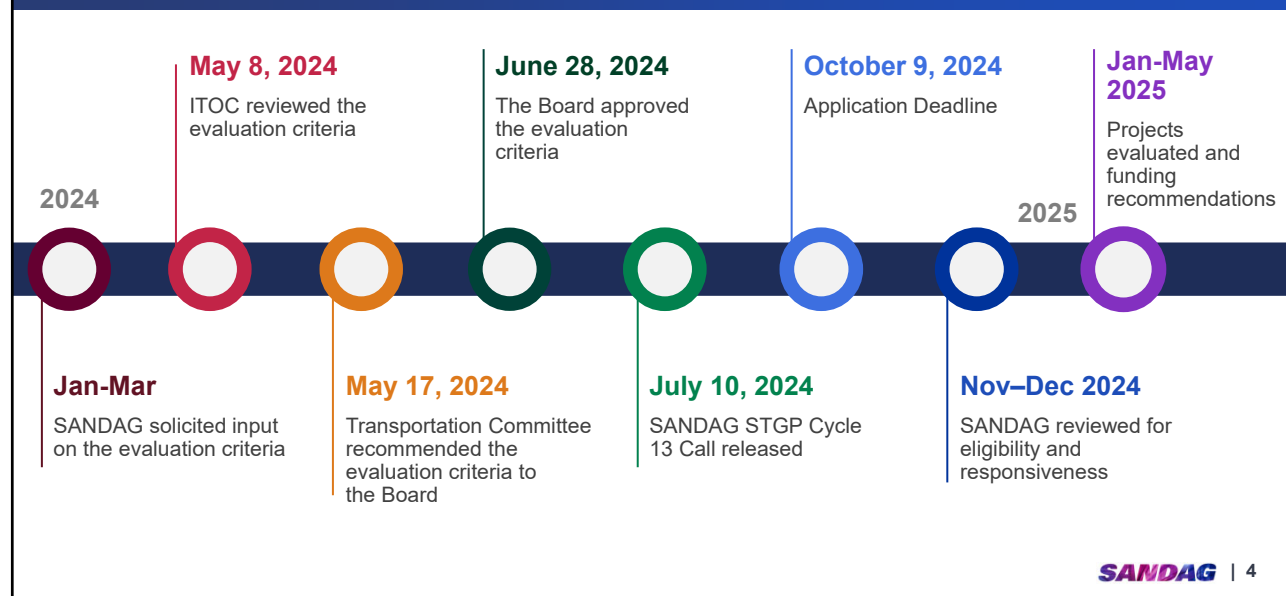 May 8, 2024
ITOC reviewed the
evaluation criteria
June 28, 2024
The Board approved
the evaluation
criteria
October 9, 2024
Application Deadline
Jan-May
2025
Projects
evaluated and
funding
recommendations
2024
2025
Jan-Mar
SANDAG solicited input
on the evaluation criteria
May 17, 2024
Transportation Committee
recommended the
evaluation criteria to
the Board
July 10, 2024
SANDAG STGP Cycle
13 Call released
Nov–Dec 2024
SANDAG reviewed for
eligibility and
responsiveness
SANDAG | 4